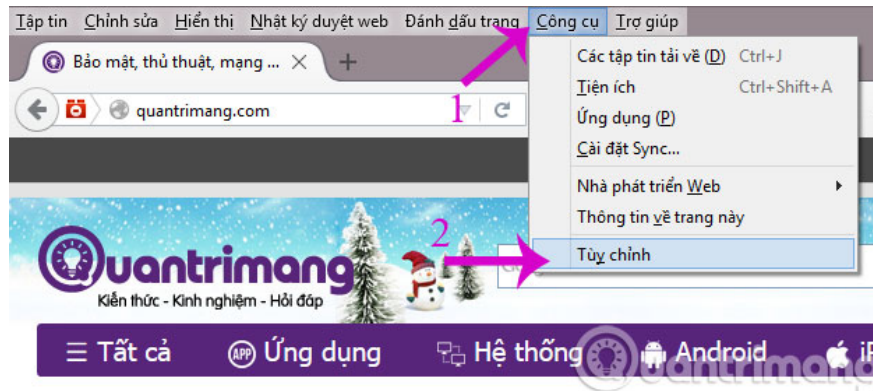 Tập tin Chỉnh sửa Hiển thị Nhật ký duyệt web Đánh dấu trang Công cụ Trợ giúp
Bảo mật, thủ thuật, mạng ... × +
1
quantrimang.com
Các tập tin tải về (D) Ctrl+J
Tiện ích Ctrl+Shift+A
Ứng dụng (P)
Cài đặt Sync...
Nhà phát triển Web
Thông tin về trang này
Tùy chỉnh
2
Quantrimang
Kiến thức - Kinh nghiệm - Hỏi đáp
Tất cả Ứng dụng Hệ thống Android
APP
Quantrimang